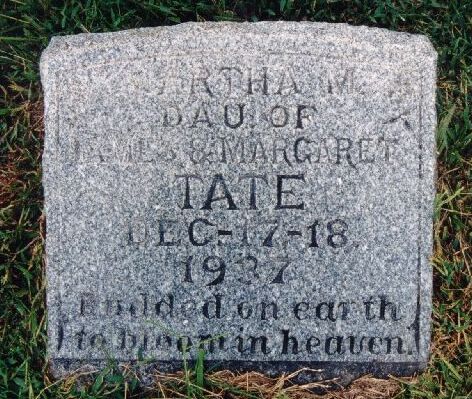 MARTHA M.
DAU. OF
JAMES & MARGARET
TATE
DEC-17-18.
1937
Budded on earth
to bloom in heaven.